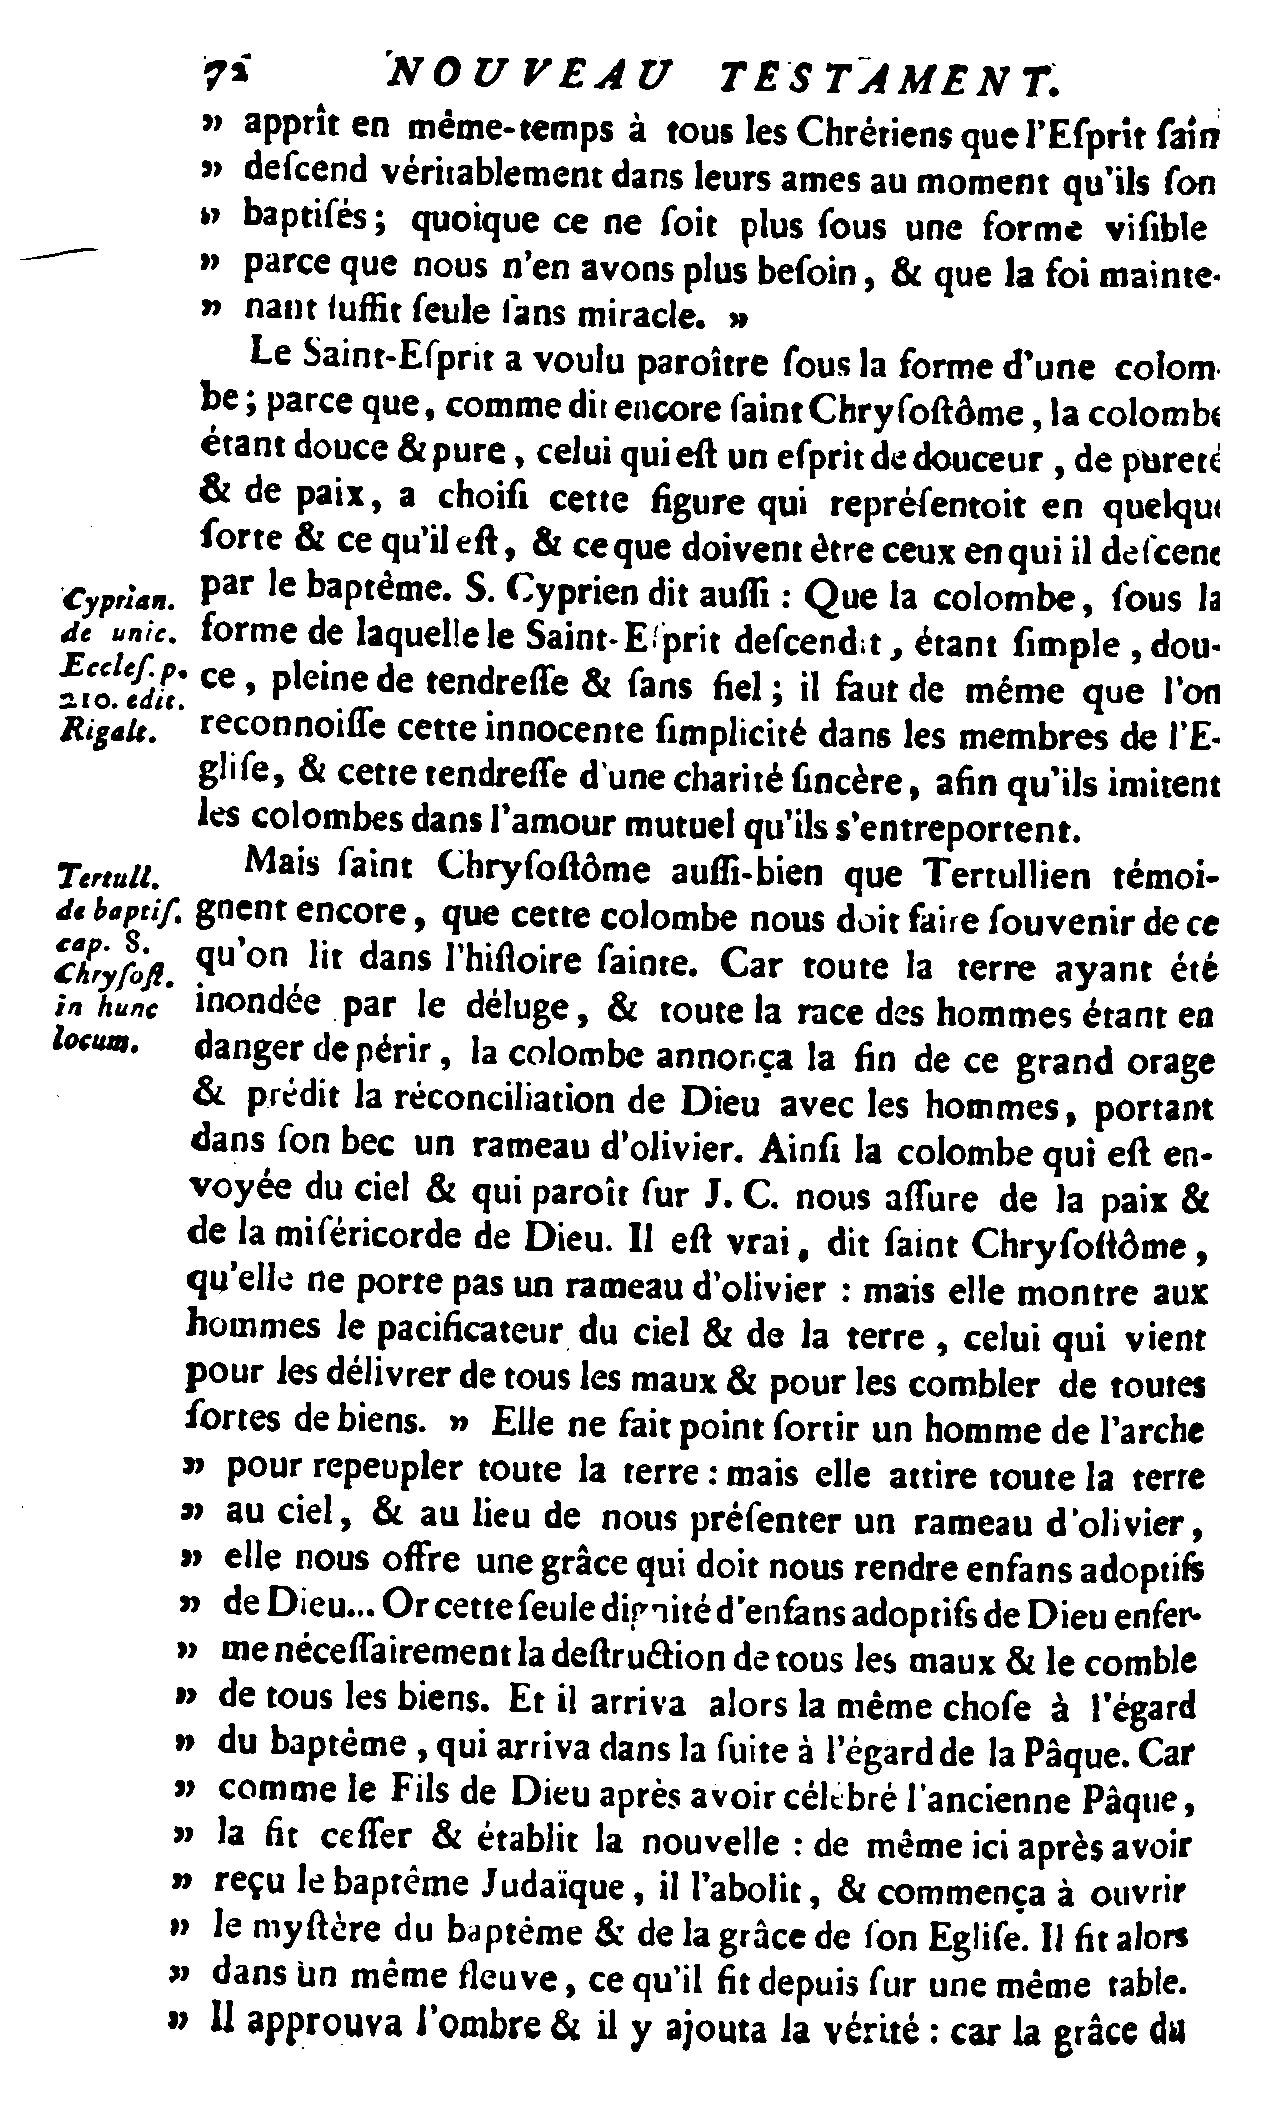 72 NOUVEAU TESTAMENT.
» apprît en même-temps à tous les Chrétiens que l'Eſprit ſain
» deſcend véritablement dans leurs ames au moment qu'ils ſon
» baptiſés ; quoique ce ne ſoit plus ſous une forme viſible
» parce que nous n'en avons plus beſoin, & que la foi mainte-
» nant ſuffit ſeule ſans miracle. »
Le Saint-Eſprit a voulu paroître ſous la forme d'une colom-
be ; parce que, comme dit encore ſaint Chryſoſtôme, la colombe
étant douce & pure, celui qui eſt un eſprit de douceur, de pureté
& de paix, a choiſi cette figure qui repréſentoit en quelque
ſorte & ce qu'il eſt, & ce que doivent être ceux en qui il deſcend
par le baptême. S. Cyprien dit auſſi : Que la colombe, ſous la
forme de laquelle le Saint-Eſprit deſcendit, étant ſimple, dou-
ce, pleine de tendreſſe & ſans fiel ; il faut de même que l'on
reconnoiſſe cette innocente ſimplicité dans les membres de l'E-
gliſe, & cette tendreſſe d'une charité ſincère, afin qu'ils imitent
les colombes dans l'amour mutuel qu'ils s'entreportent.
Cyprian.
de unic.
Eccleſ. p.
210. edit.
Rigalt.
Mais ſaint Chryſoſtôme auſſi-bien que Tertullien témoi-
gnent encore, que cette colombe nous doit faire ſouvenir de ce
qu'on lit dans l'hiſtoire ſainte. Car toute la terre ayant été
inondée par le déluge, & toute la race des hommes étant en
danger de périr, la colombe annonça la fin de ce grand orage
& prédit la réconciliation de Dieu avec les hommes, portant
dans ſon bec un rameau d'olivier. Ainſi la colombe qui eſt en-
voyée du ciel & qui paroît ſur J. C. nous aſſure de la paix &
de la miſéricorde de Dieu. Il eſt vrai, dit ſaint Chryſoſtôme,
qu'elle ne porte pas un rameau d'olivier : mais elle montre aux
hommes le pacificateur du ciel & de la terre, celui qui vient
pour les délivrer de tous les maux & pour les combler de toutes
ſortes de biens. » Elle ne fait point ſortir un homme de l'arche
» pour repeupler toute la terre : mais elle attire toute la terre
» au ciel, & au lieu de nous préſenter un rameau d'olivier,
» elle nous offre une grâce qui doit nous rendre enfans adoptifs
» de Dieu... Or cette ſeule dignité d'enfans adoptifs de Dieu enfer-
» me néceſſairement la deſtruction de tous les maux & le comble
» de tous les biens. Et il arriva alors la même choſe à l'égard
» du baptême, qui arriva dans la ſuite à l'égard de la Pâque. Car
» comme le Fils de Dieu après avoir célébré l'ancienne Pâque,
» la fit ceſſer & établit la nouvelle : de même ici après avoir
» reçu le baptême Judaïque, il l'abolit, & commença à ouvrir
» le myſtère du baptême & de la grâce de ſon Egliſe. Il fit alors
» dans un même fleuve, ce qu'il fit depuis ſur une même table.
» Il approuva l'ombre & il y ajouta la vérité : car la grâce du
Tertull.
de baptiſ.
cap. 8.
Chryſoſt.
in hunc
locum.